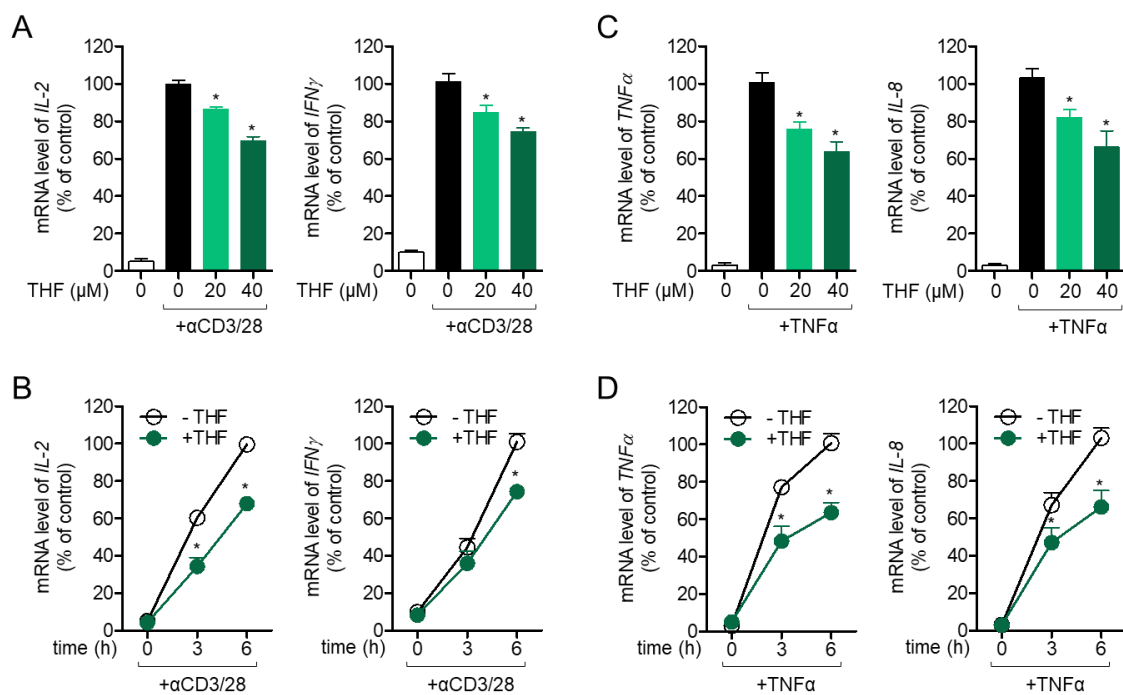 A
mRNA level of IL-2
(% of control)
120
100
80
60
40
20
0
*
*
THF (µM)
0
0
20
40
+αCD3/28
mRNA level of IFNγ
(% of control)
120
100
80
60
40
20
0
*
*
THF (µM)
0
0
20
40
+αCD3/28
C
mRNA level of TNFα
(% of control)
120
100
80
60
40
20
0
*
*
THF (µM)
0
0
20
40
+TNFα
mRNA level of IL-8
(% of control)
120
100
80
60
40
20
0
*
*
THF (µM)
0
0
20
40
+TNFα
B
mRNA level of IL-2
(% of control)
120
100
80
60
40
20
0
- THF
+THF
*
*
time (h)
0
3
6
+αCD3/28
mRNA level of IFNγ
(% of control)
120
100
80
60
40
20
0
- THF
+THF
*
time (h)
0
3
6
+αCD3/28
D
mRNA level of TNFα
(% of control)
120
100
80
60
40
20
0
- THF
+THF
*
*
time (h)
0
3
6
+TNFα
mRNA level of IL-8
(% of control)
120
100
80
60
40
20
0
- THF
+THF
*
*
time (h)
0
3
6
+TNFα